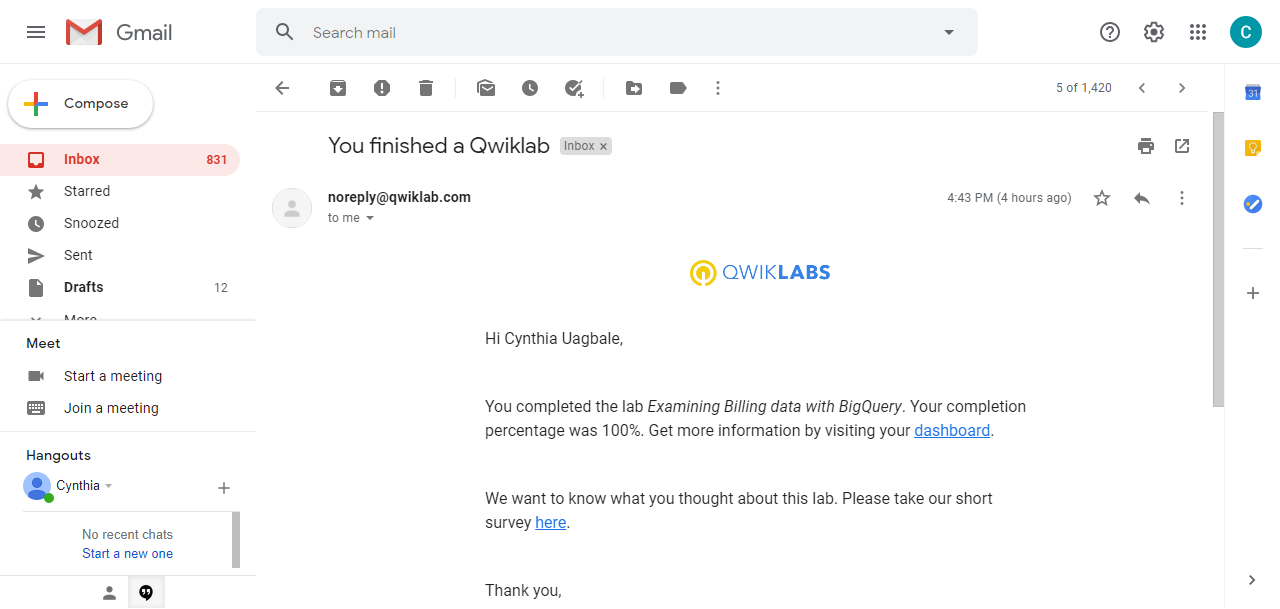 Gmail
Search mail
C
Compose
5 of 1,420
31
Inbox 831
Starred
Snoozed
Sent
Drafts 12
More
Meet
Start a meeting
Join a meeting
Hangouts
Cynthia
No recent chats
Start a new one
You finished a Qwiklab Inbox x
noreply@qwiklab.com 4:43 PM (4 hours ago)
to me
QWIKLABS
Hi Cynthia Uagbale,
You completed the lab Examining Billing data with BigQuery. Your completion
percentage was 100%. Get more information by visiting your dashboard.
We want to know what you thought about this lab. Please take our short
survey here.
Thank you,